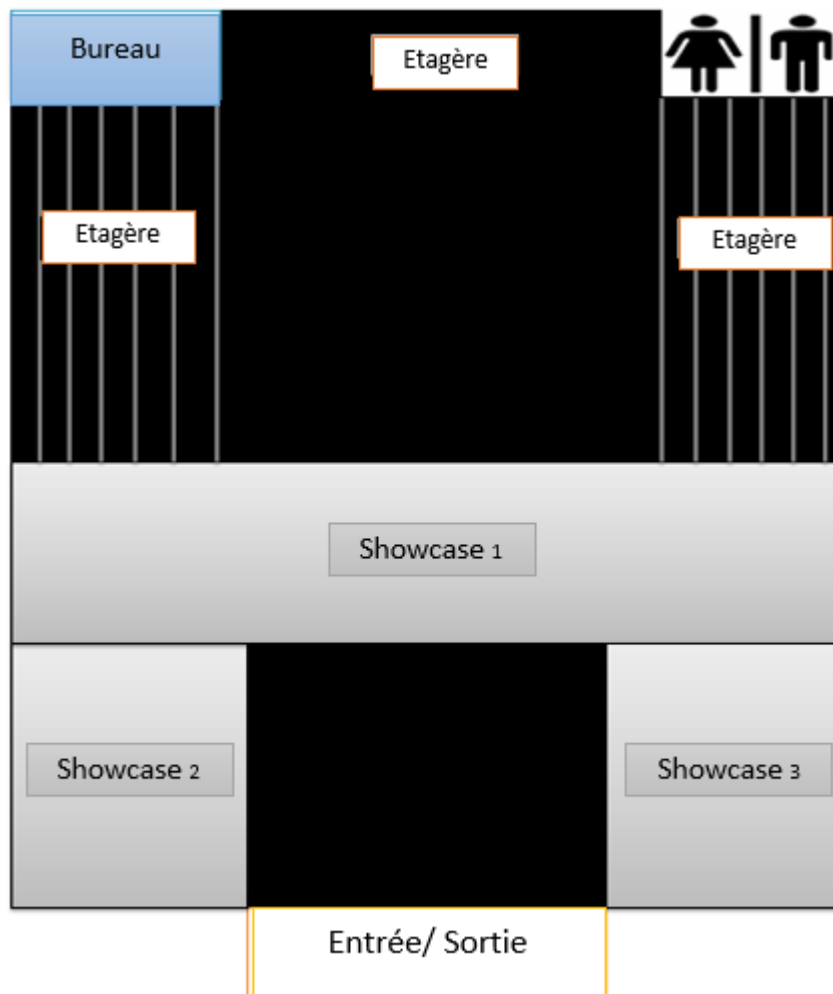 Bureau
Etagère
Etagère
Etagère
Showcase 1
Showcase 2
Showcase 3
Entrée/ Sortie